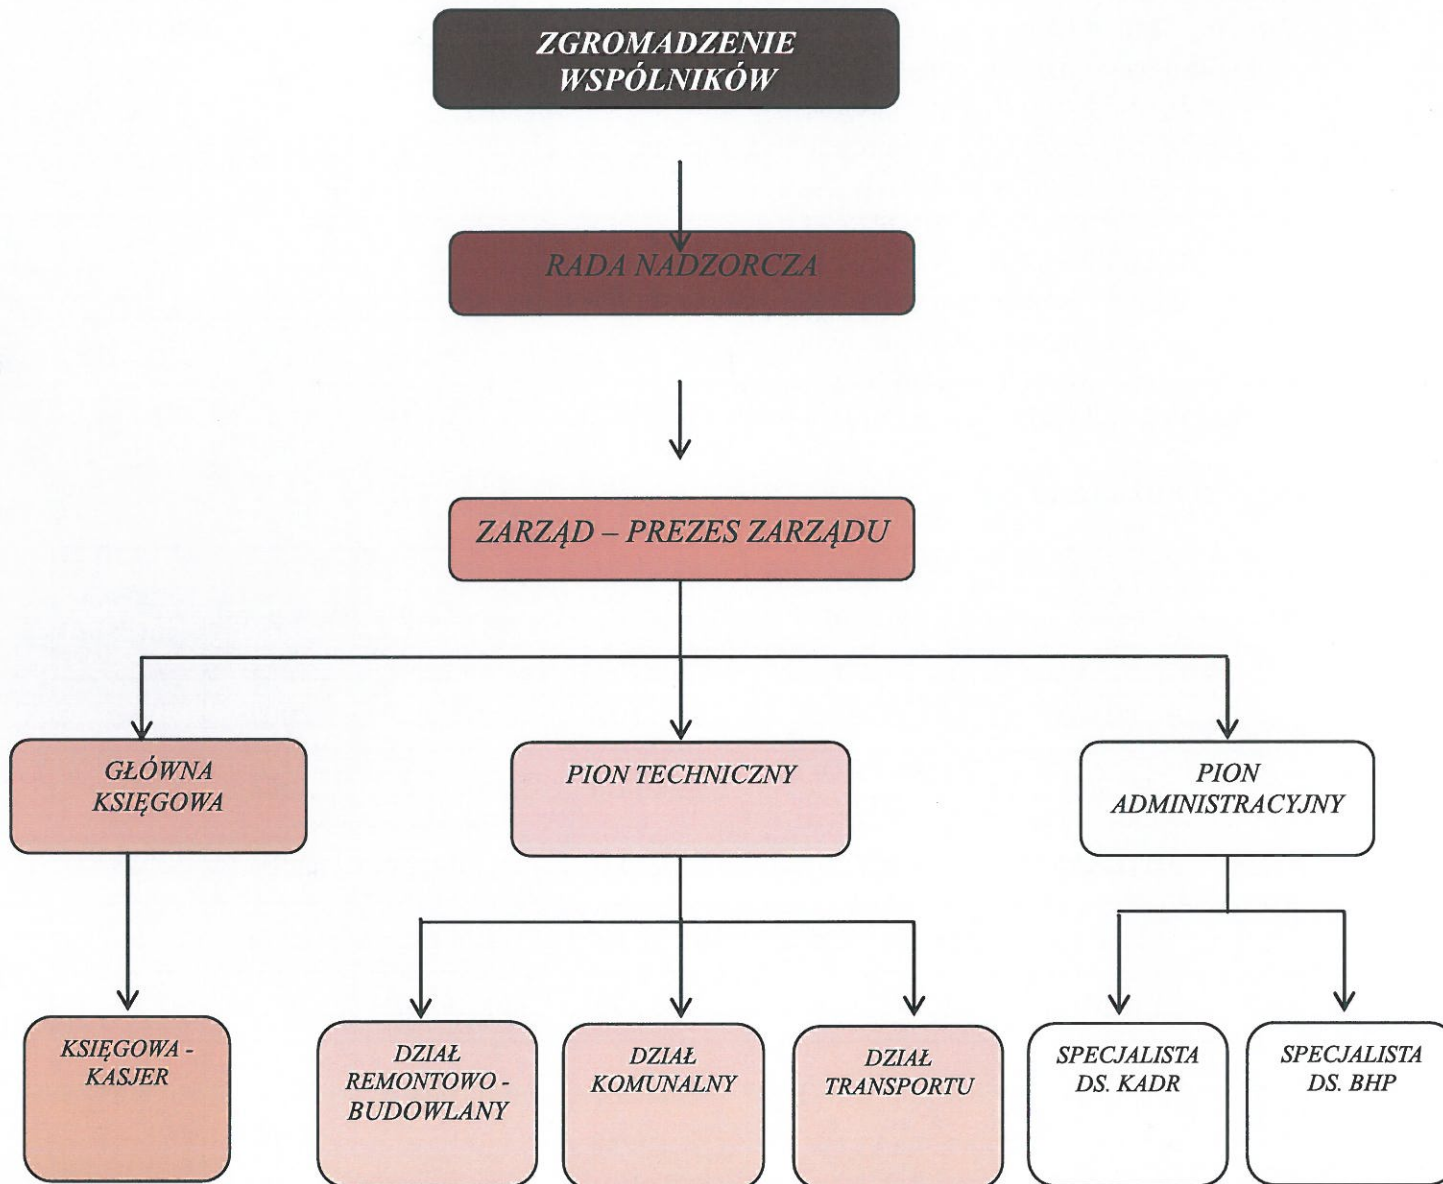 ZGROMADZENIE
WSPÓLNIKÓW
RADA NADZORCZA
ZARZĄD – PREZES ZARZĄDU
GŁÓWNA
KSIĘGOWA
PION TECHNICZNY
PION
ADMINISTRACYJNY
KSIĘGOWA -
KASJER
DZIAŁ
REMONTOWO -
BUDOWLANY
DZIAŁ
KOMUNALNY
DZIAŁ
TRANSPORTU
SPECJALISTA
DS. KADR
SPECJALISTA
DS. BHP